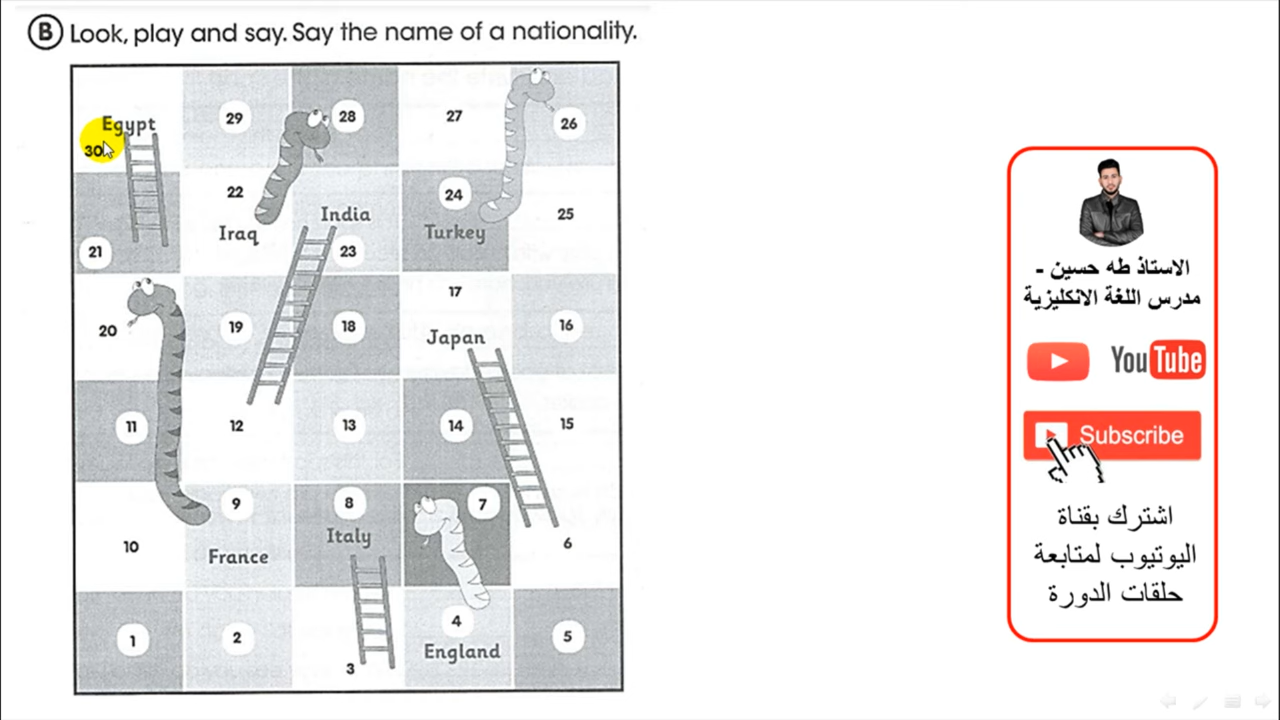 B Look, play and say. Say the name of a nationality.
Egypt
30 29 28 27 26
22 India 24 25
Iraq Turkey
21 23
17
20 19 18 Japan 16
11 12 13 14 15
9 8 7
Italy
10 France 6
1 2 3 4 5
England
الاستاذ طه حسين -
مدرس اللغة الانكليزية
YouTube
Subscribe
اشترك بقناة
اليوتيوب لمتابعة
حلقات الدورة